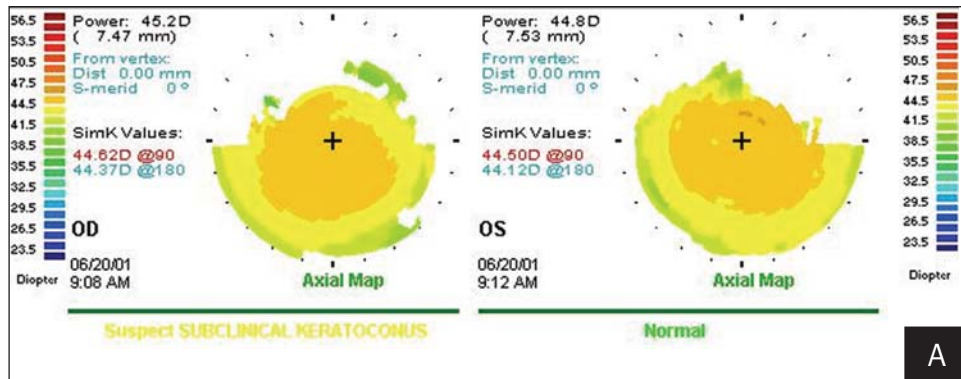 56.5
53.5
50.5
47.5
44.5
41.5
38.5
35.5
32.5
29.5
26.5
23.5
Diopter
Power: 45.2D
( 7.47 mm)
From vertex:
Dist 0.00 mm
S-merid 0 º
SimK Values:
44.62D @90
44.37D @180
OD
06/20/01
9:08 AM
Axial Map
Suspect SUBCLINICAL KERATOCONUS
Power: 44.8D
( 7.53 mm)
From vertex:
Dist 0.00 mm
S-merid 0 º
SimK Values:
44.50D @90
44.12D @180
OS
06/20/01
9:12 AM
Axial Map
Normal
56.5
53.5
50.5
47.5
44.5
41.5
38.5
35.5
32.5
29.5
26.5
23.5
Diopter
A